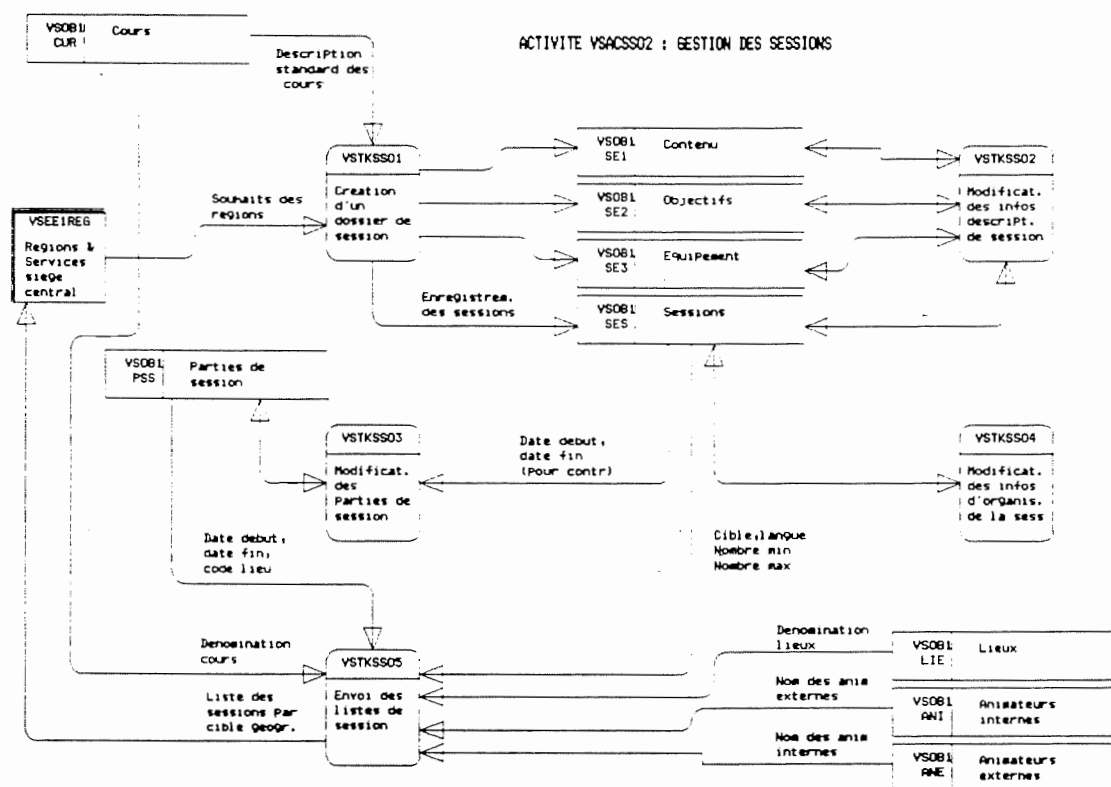 VSOB1 Cours
CUR
ACTIVITE VSACSSO2 : GESTION DES SESSIONS
Description
standard des
cours
VSTKSSO1
Creation
d'un
dossier de
session
VSOB1 Contenu
SE1
VSOB1 Objectifs
SE2
VSOB1 Equipement
SE3
VSOB1 Sessions
SES
VSTKSSO2
Modificat.
des infos
descript.
de session
Souhaits des
regions
VSEE1REG
Regions &
Services
siege
central
Enregistrem.
des sessions
VSOB1 Parties de
PSS session
VSTKSSO3
Modificat.
des
Parties de
session
Date debut,
date fin
(Pour contr)
VSTKSSO4
Modificat.
des infos
d'organis.
de la sess
Date debut,
date fin,
code lieu
Cible,langue
Nombre min
Nombre max
Denomination
cours
VSTKSSO5
Envoi des
listes de
session
Liste des
sessions Par
cible geogr.
Denomination
lieux
VSOB1 Lieux
LIE
Nom des anim
externes
VSOB1 Animateurs
ANI internes
Nom des anim
internes
VSOB1 Animateurs
ANE externes